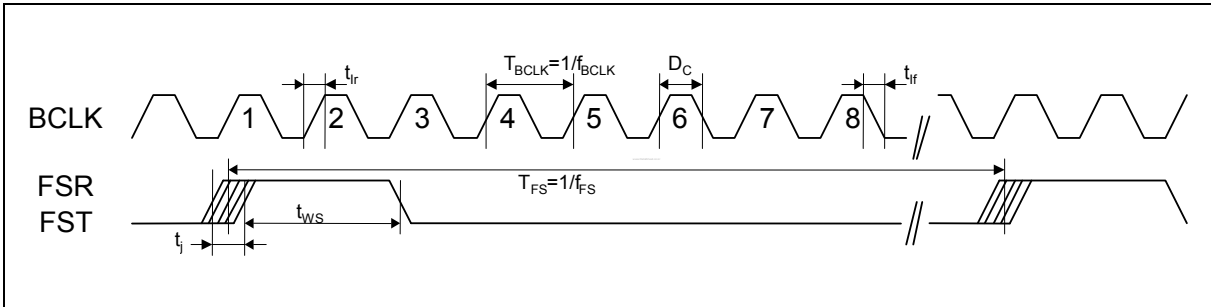 t_lr
T_BCLK=1/f_BCLK
D_C
t_lf
BCLK 1 2 3 4 5 6 7 8
FSR
T_FS=1/f_FS
FST
t_WS
t_j